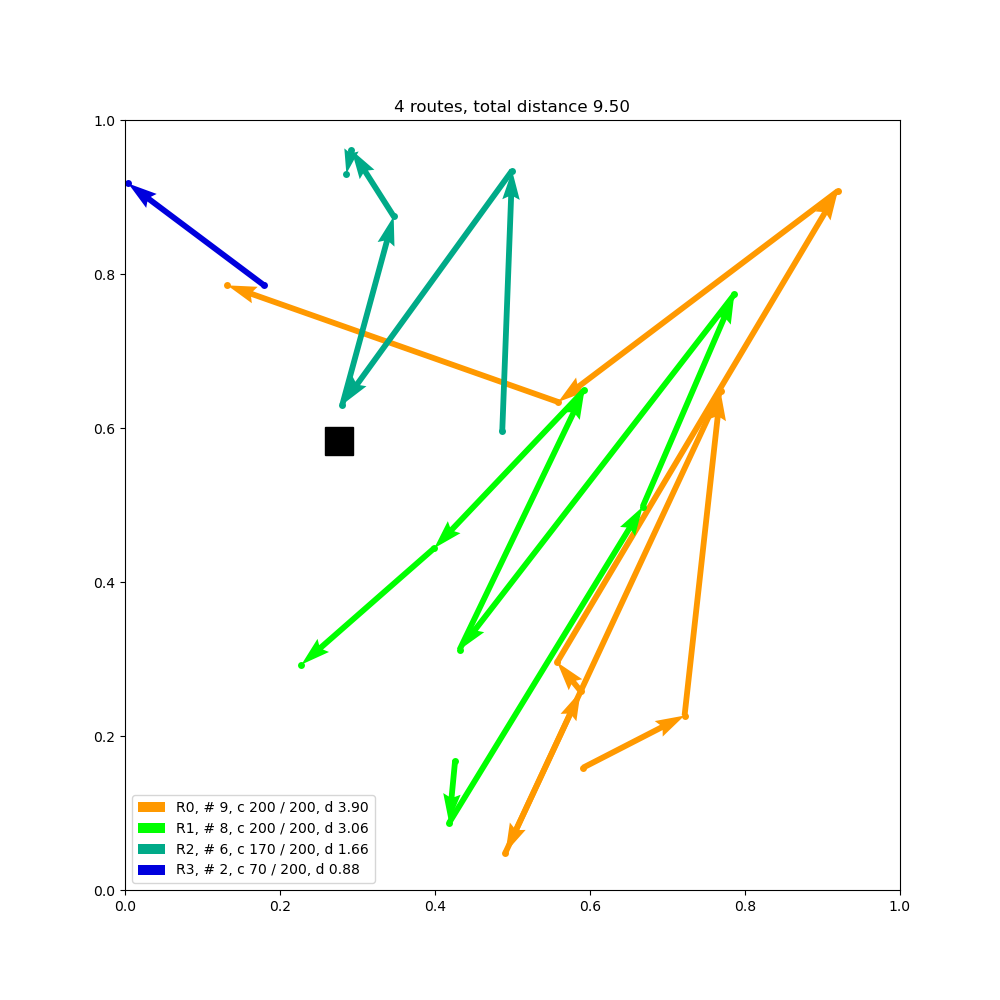 4 routes, total distance 9.50
1.0
0.8
0.6
0.4
0.2
0.0
R0, # 9, c 200 / 200, d 3.90
R1, # 8, c 200 / 200, d 3.06
R2, # 6, c 170 / 200, d 1.66
R3, # 2, c 70 / 200, d 0.88
0.0 0.2 0.4 0.6 0.8 1.0